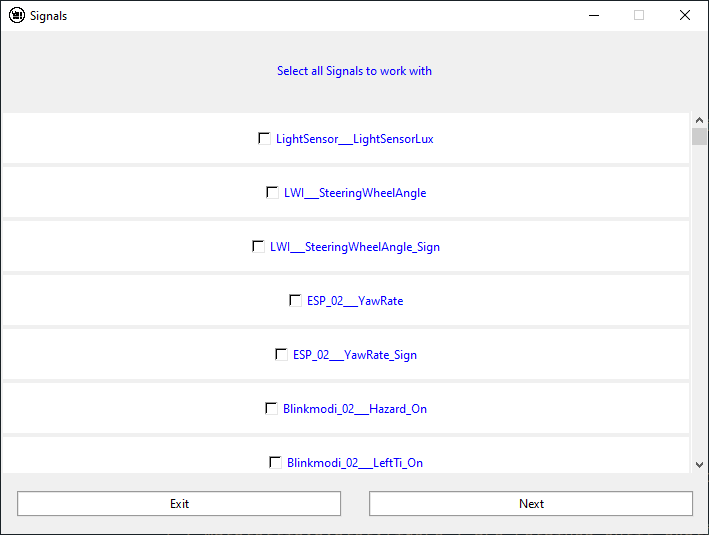 Signals
Select all Signals to work with
LightSensor___LightSensorLux
LWI___SteeringWheelAngle
LWI___SteeringWheelAngle_Sign
ESP_02___YawRate
ESP_02___YawRate_Sign
Blinkmodi_02___Hazard_On
Blinkmodi_02___LeftTi_On
Exit
Next